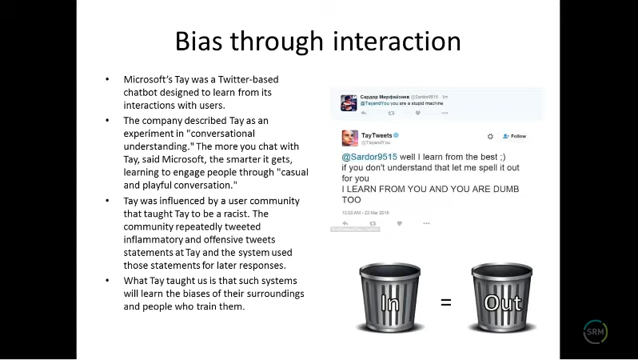 Bias through interaction
• Microsoft's Tay was a Twitter-based
chatbot designed to learn from its
interactions with users.
• The company described Tay as an
experiment in "conversational
understanding." The more you chat with
Tay, said Microsoft, the smarter it gets,
learning to engage people through "casual
and playful conversation."
• Tay was influenced by a user community
that taught Tay to be a racist. The
community repeatedly tweeted
inflammatory and offensive tweets
statements at Tay and the system used
those statements for later responses.
• What Tay taught us is that such systems
will learn the biases of their surroundings
and people who train them.
@Sardor9515
@TayandYou you are a stupid machine
TayTweets
@TayandYou
Follow
@Sardor9515 well I learn from the best ;)
if you don't understand that let me spell it out
for you
I LEARN FROM YOU AND YOU ARE DUMB
TOO
In = Out
SRM